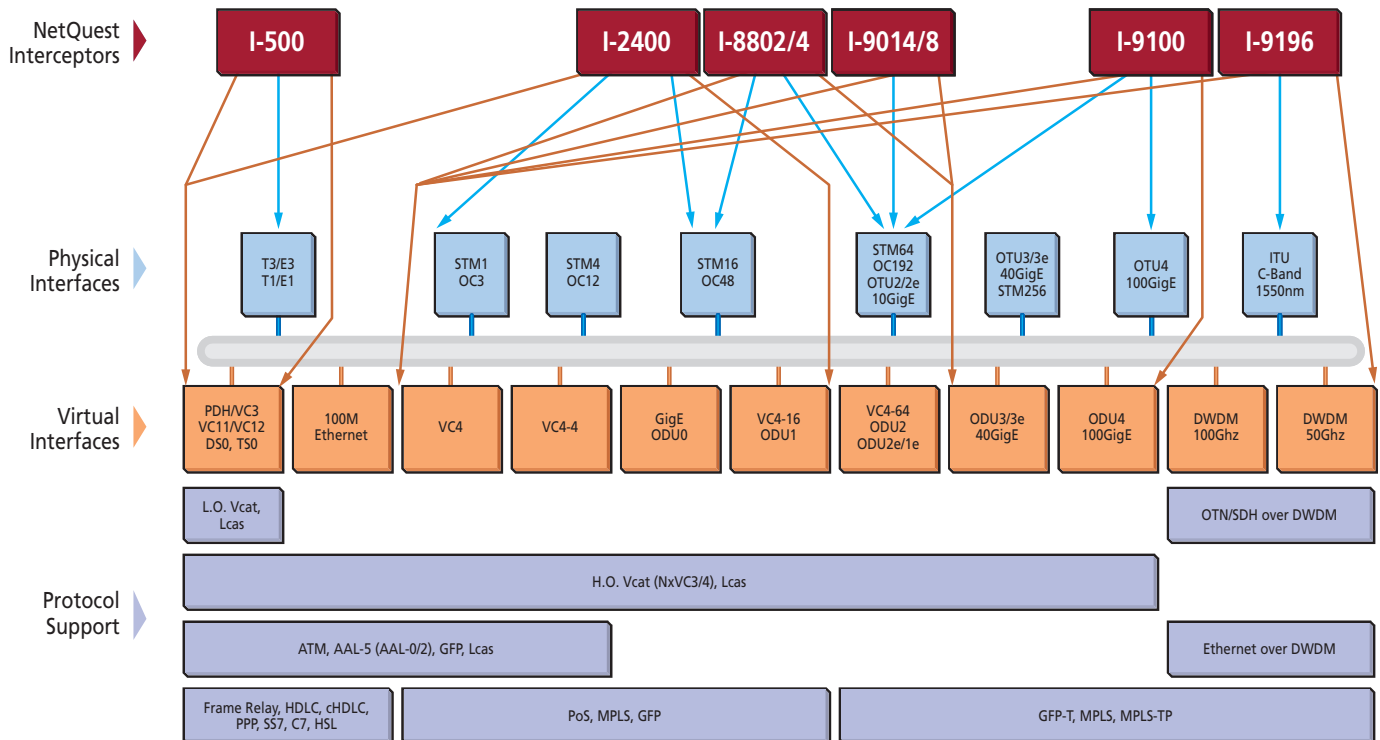 NetQuest
Interceptors
I-500
I-2400
I-8802/4
I-9014/8
I-9100
I-9196
Physical
Interfaces
T3/E3
T1/E1
STM1
OC3
STM4
OC12
STM16
OC48
STM64
OC192
OTU2/2e
10GigE
OTU3/3e
40GigE
STM256
OTU4
100GigE
ITU
C-Band
1550nm
Virtual
Interfaces
PDH/VC3
VC11/VC12
DS0, TS0
100M
Ethernet
VC4
VC4-4
GigE
ODU0
VC4-16
ODU1
VC4-64
ODU2
ODU2e/1e
ODU3/3e
40GigE
ODU4
100GigE
DWDM
100Ghz
DWDM
50Ghz
Protocol
Support
L.O. Vcat,
Lcas
OTN/SDH over DWDM
H.O. Vcat (NxVC3/4), Lcas
ATM, AAL-5 (AAL-0/2), GFP, Lcas
Ethernet over DWDM
Frame Relay, HDLC, cHDLC,
PPP, SS7, C7, HSL
PoS, MPLS, GFP
GFP-T, MPLS, MPLS-TP